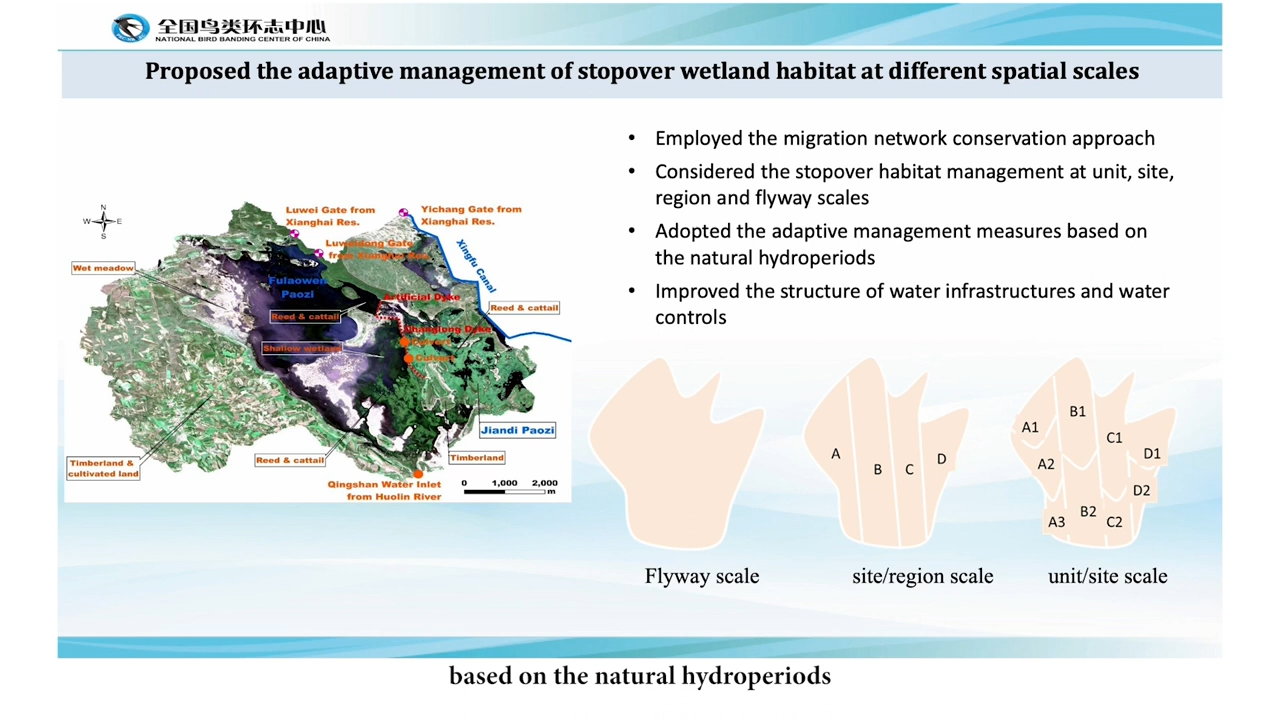 全国鸟类环志中心
NATIONAL BIRD BANDING CENTER OF CHINA
Proposed the adaptive management of stopover wetland habitat at different spatial scales
• Employed the migration network conservation approach
• Considered the stopover habitat management at unit, site,
region and flyway scales
• Adopted the adaptive management measures based on
the natural hydroperiods
• Improved the structure of water infrastructures and water
controls
N
W
E
S
Luwei Gate from
Xianghai Res.
Yichang Gate from
Xianghai Res.
Gate
Xingfu Canal
Wet meadow
Fulaowen
Paozi
Artificial Dyke
Reed & cattail
Reed & cattail
Dyke
Shallow wetland
Culvert
Jiandi Paozi
Timberland &
cultivated land
Reed & cattail
Timberland
Qingshan Water Inlet
from Huolin River
0 1,000 2,000
m
A
B
C
D
A1
B1
C1
D1
A2
D2
A3
B2
C2
Flyway scale
site/region scale
unit/site scale
based on the natural hydroperiods